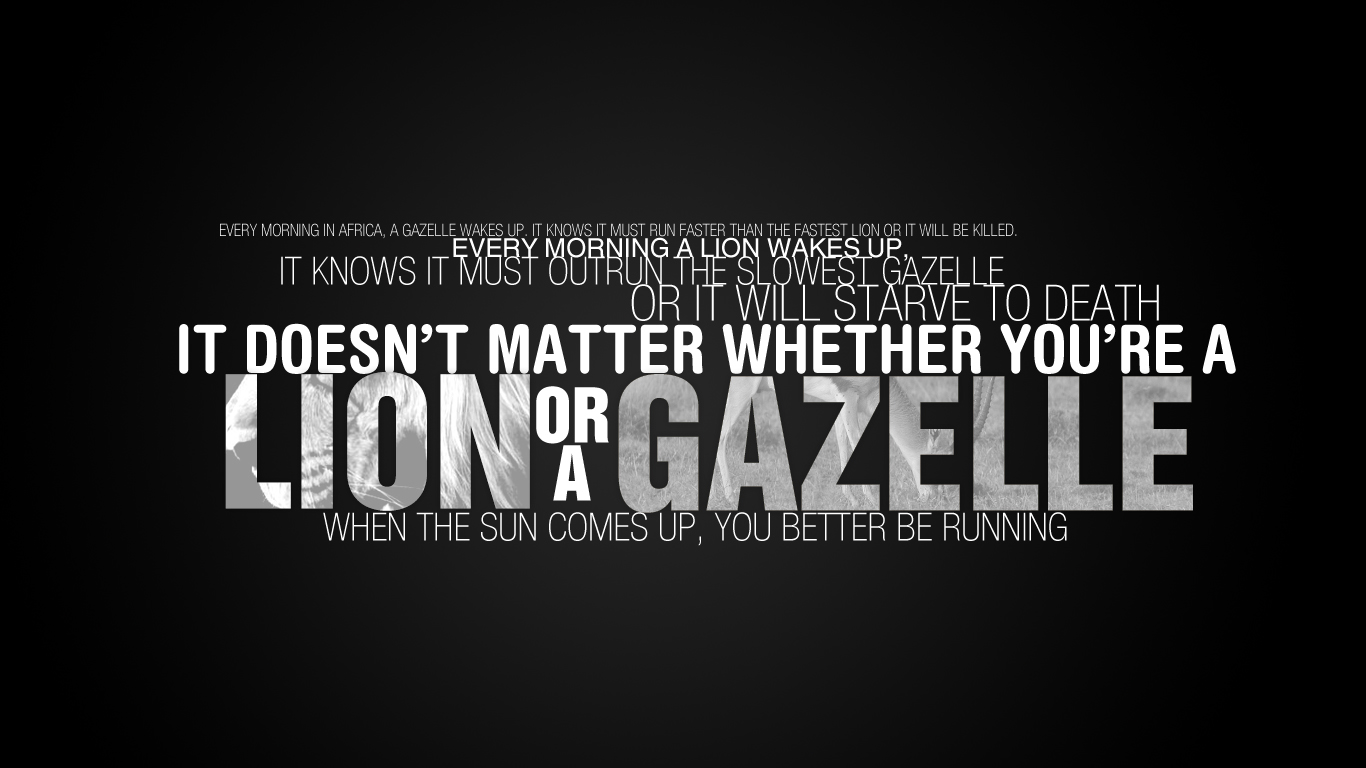 EVERY MORNING IN AFRICA, A GAZELLE WAKES UP. IT KNOWS IT MUST RUN FASTER THAN THE FASTEST LION OR IT WILL BE KILLED.
EVERY MORNING A LION WAKES UP,
IT KNOWS IT MUST OUTRUN THE SLOWEST GAZELLE
OR IT WILL STARVE TO DEATH
IT DOESN'T MATTER WHETHER YOU'RE A
LION OR A GAZELLE
WHEN THE SUN COMES UP, YOU BETTER BE RUNNING